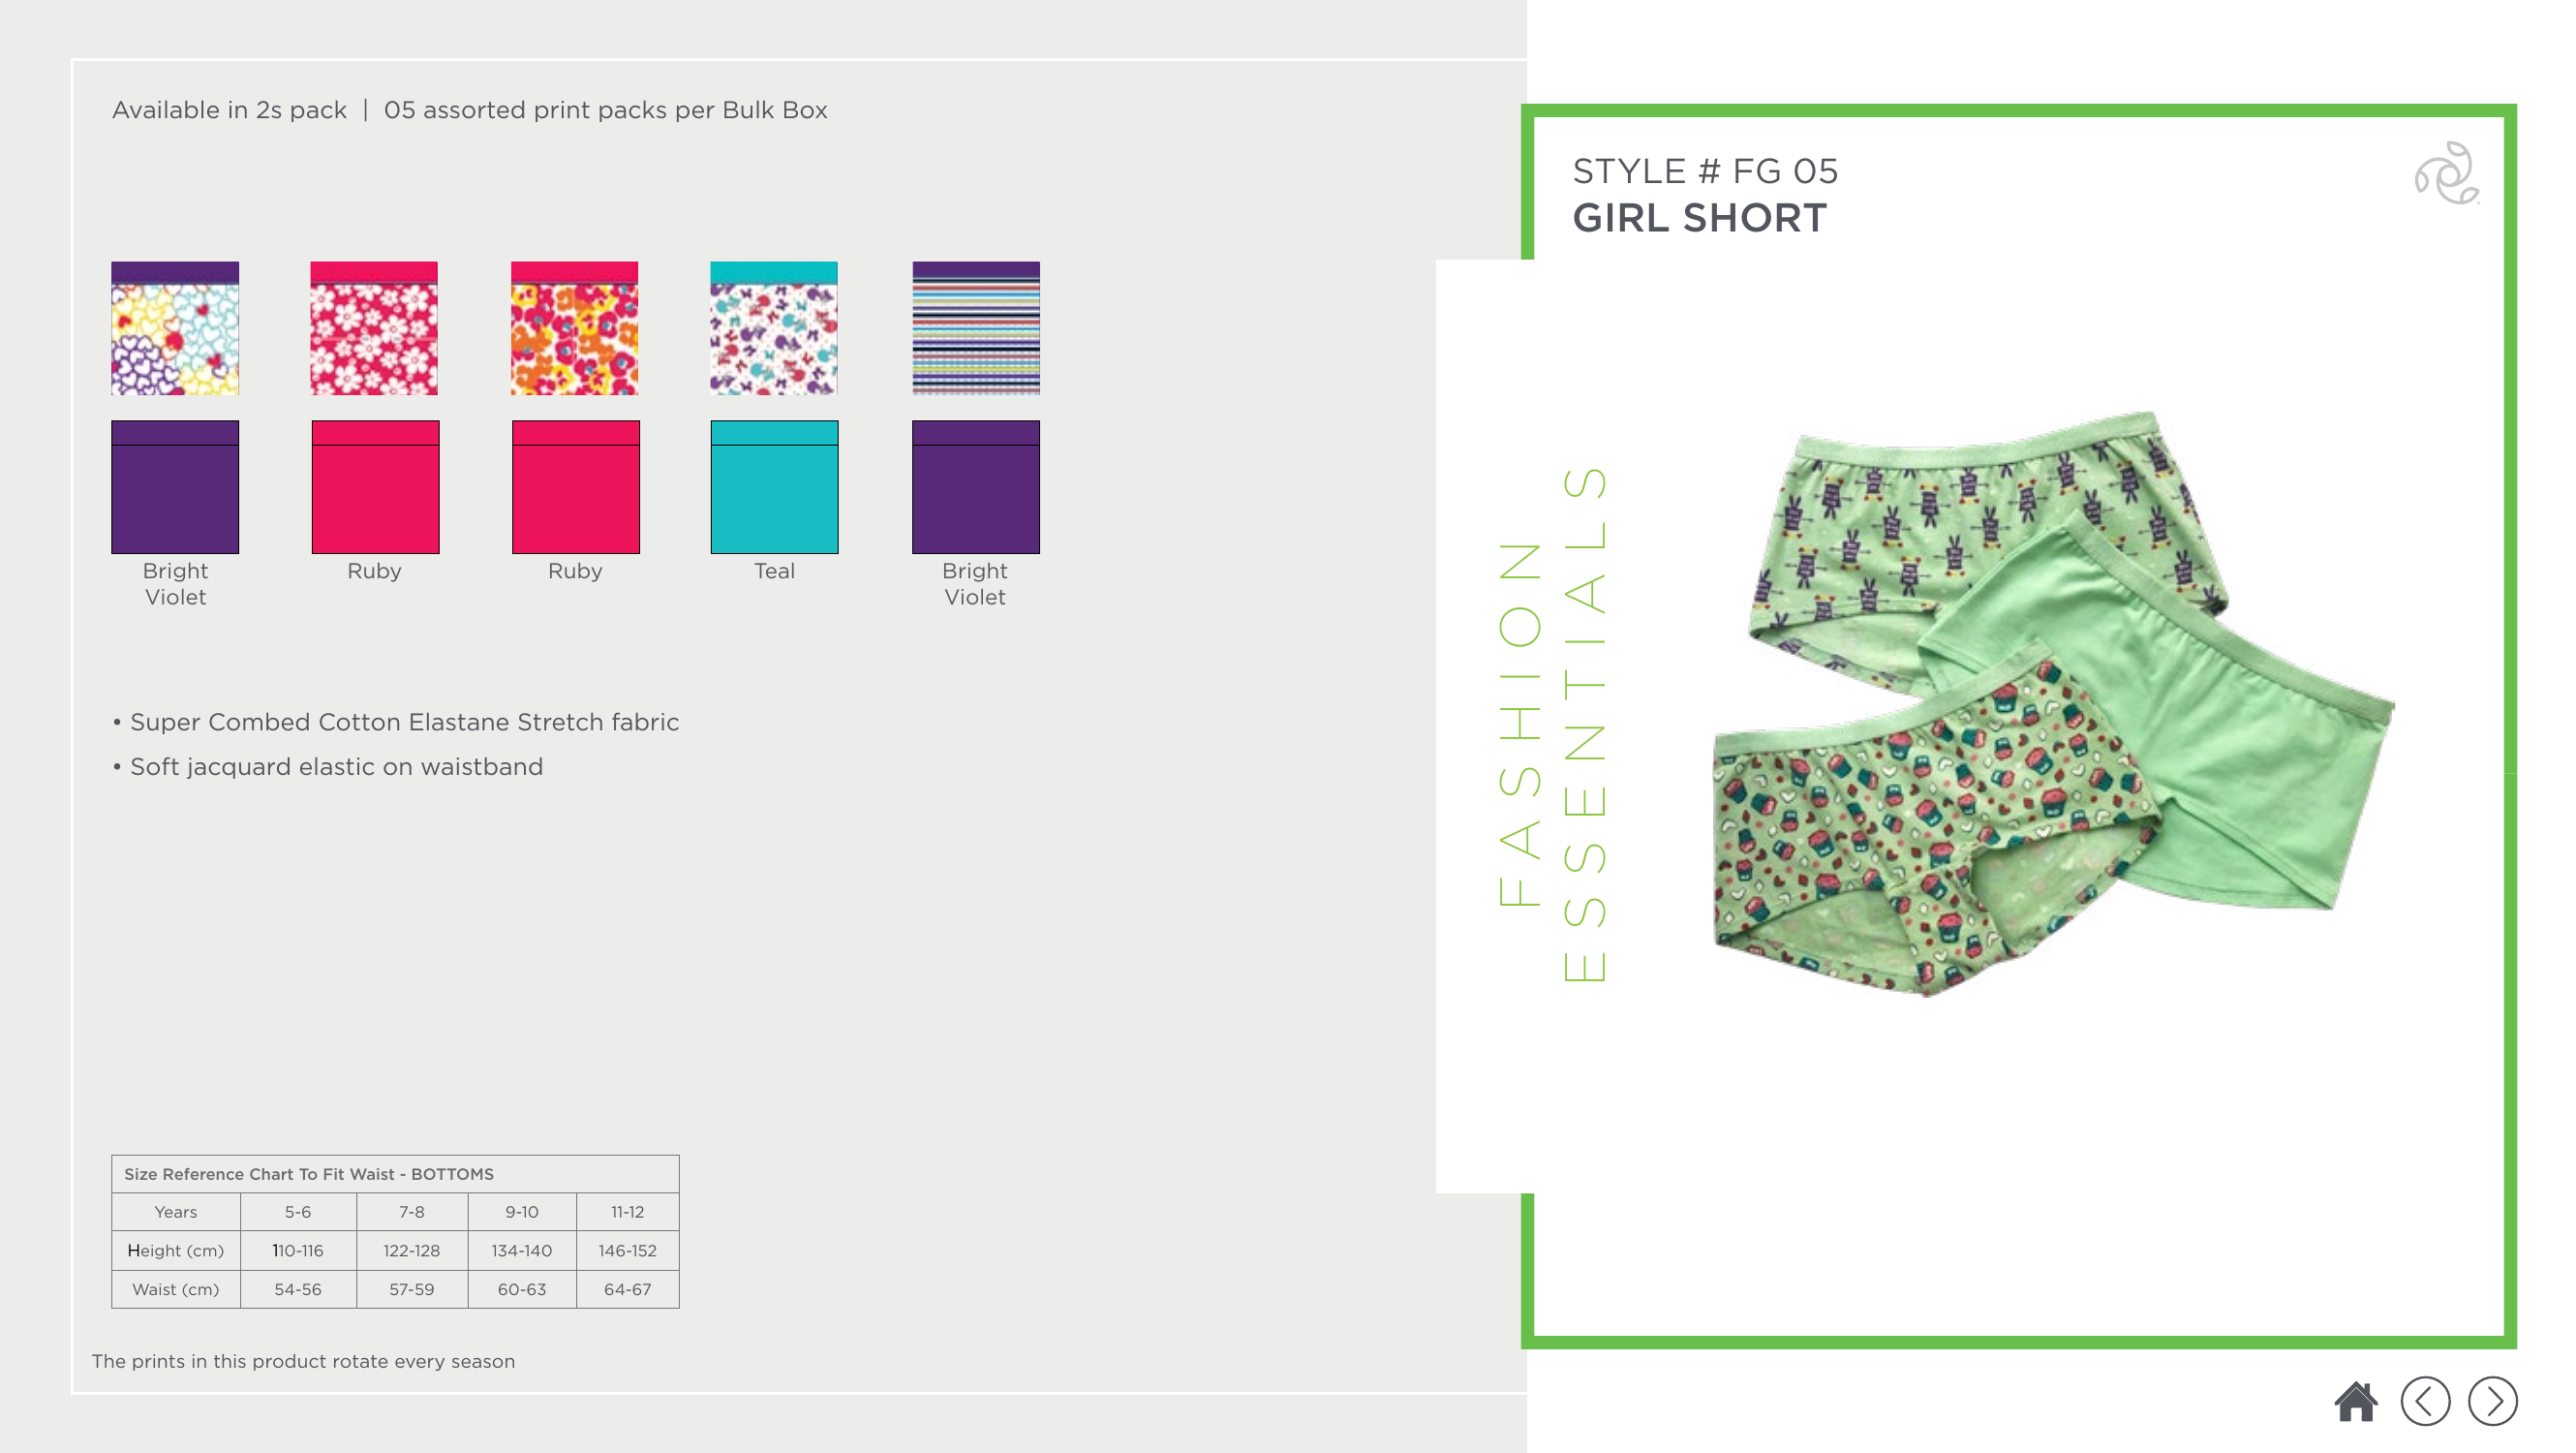 Available in 2s pack | 05 assorted print packs per Bulk Box
Bright Violet
Ruby
Ruby
Teal
Bright Violet
• Super Combed Cotton Elastane Stretch fabric
• Soft jacquard elastic on waistband
Size Reference Chart To Fit Waist - BOTTOMS
Years 5-6 7-8 9-10 11-12
Height (cm) 110-116 122-128 134-140 146-152
Waist (cm) 54-56 57-59 60-63 64-67
The prints in this product rotate every season
STYLE # FG 05
GIRL SHORT
FASHION
ESSENTIALS